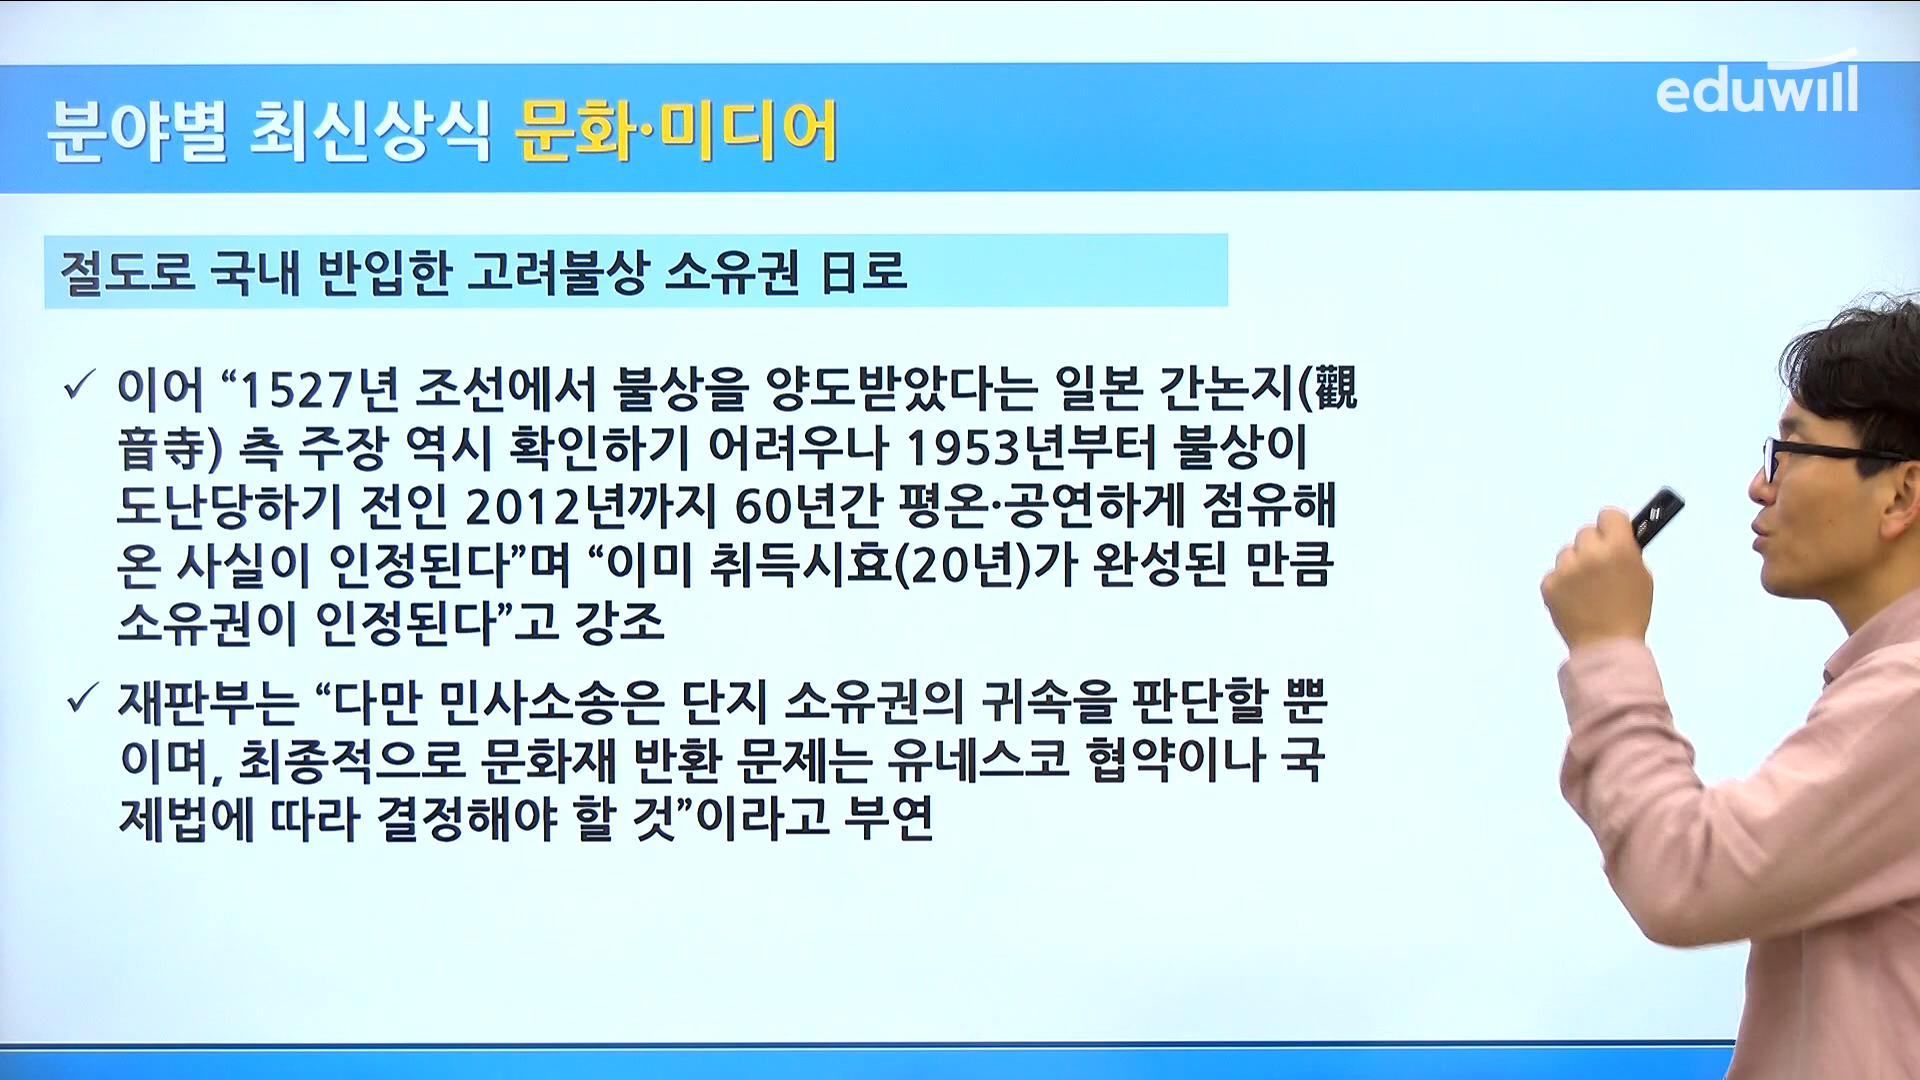 eduwill
분야별 최신상식 문화·미디어
절도로 국내 반입한 고려불상 소유권 日로
✓ 이어 “1527년 조선에서 불상을 양도받았다는 일본 간논지(觀
音寺) 측 주장 역시 확인하기 어려우나 1953년부터 불상이
도난당하기 전인 2012년까지 60년간 평온·공연하게 점유해
온 사실이 인정된다”며 “이미 취득시효(20년)가 완성된 만큼
소유권이 인정된다”고 강조
✓ 재판부는 “다만 민사소송은 단지 소유권의 귀속을 판단할 뿐
이며, 최종적으로 문화재 반환 문제는 유네스코 협약이나 국
제법에 따라 결정해야 할 것”이라고 부연